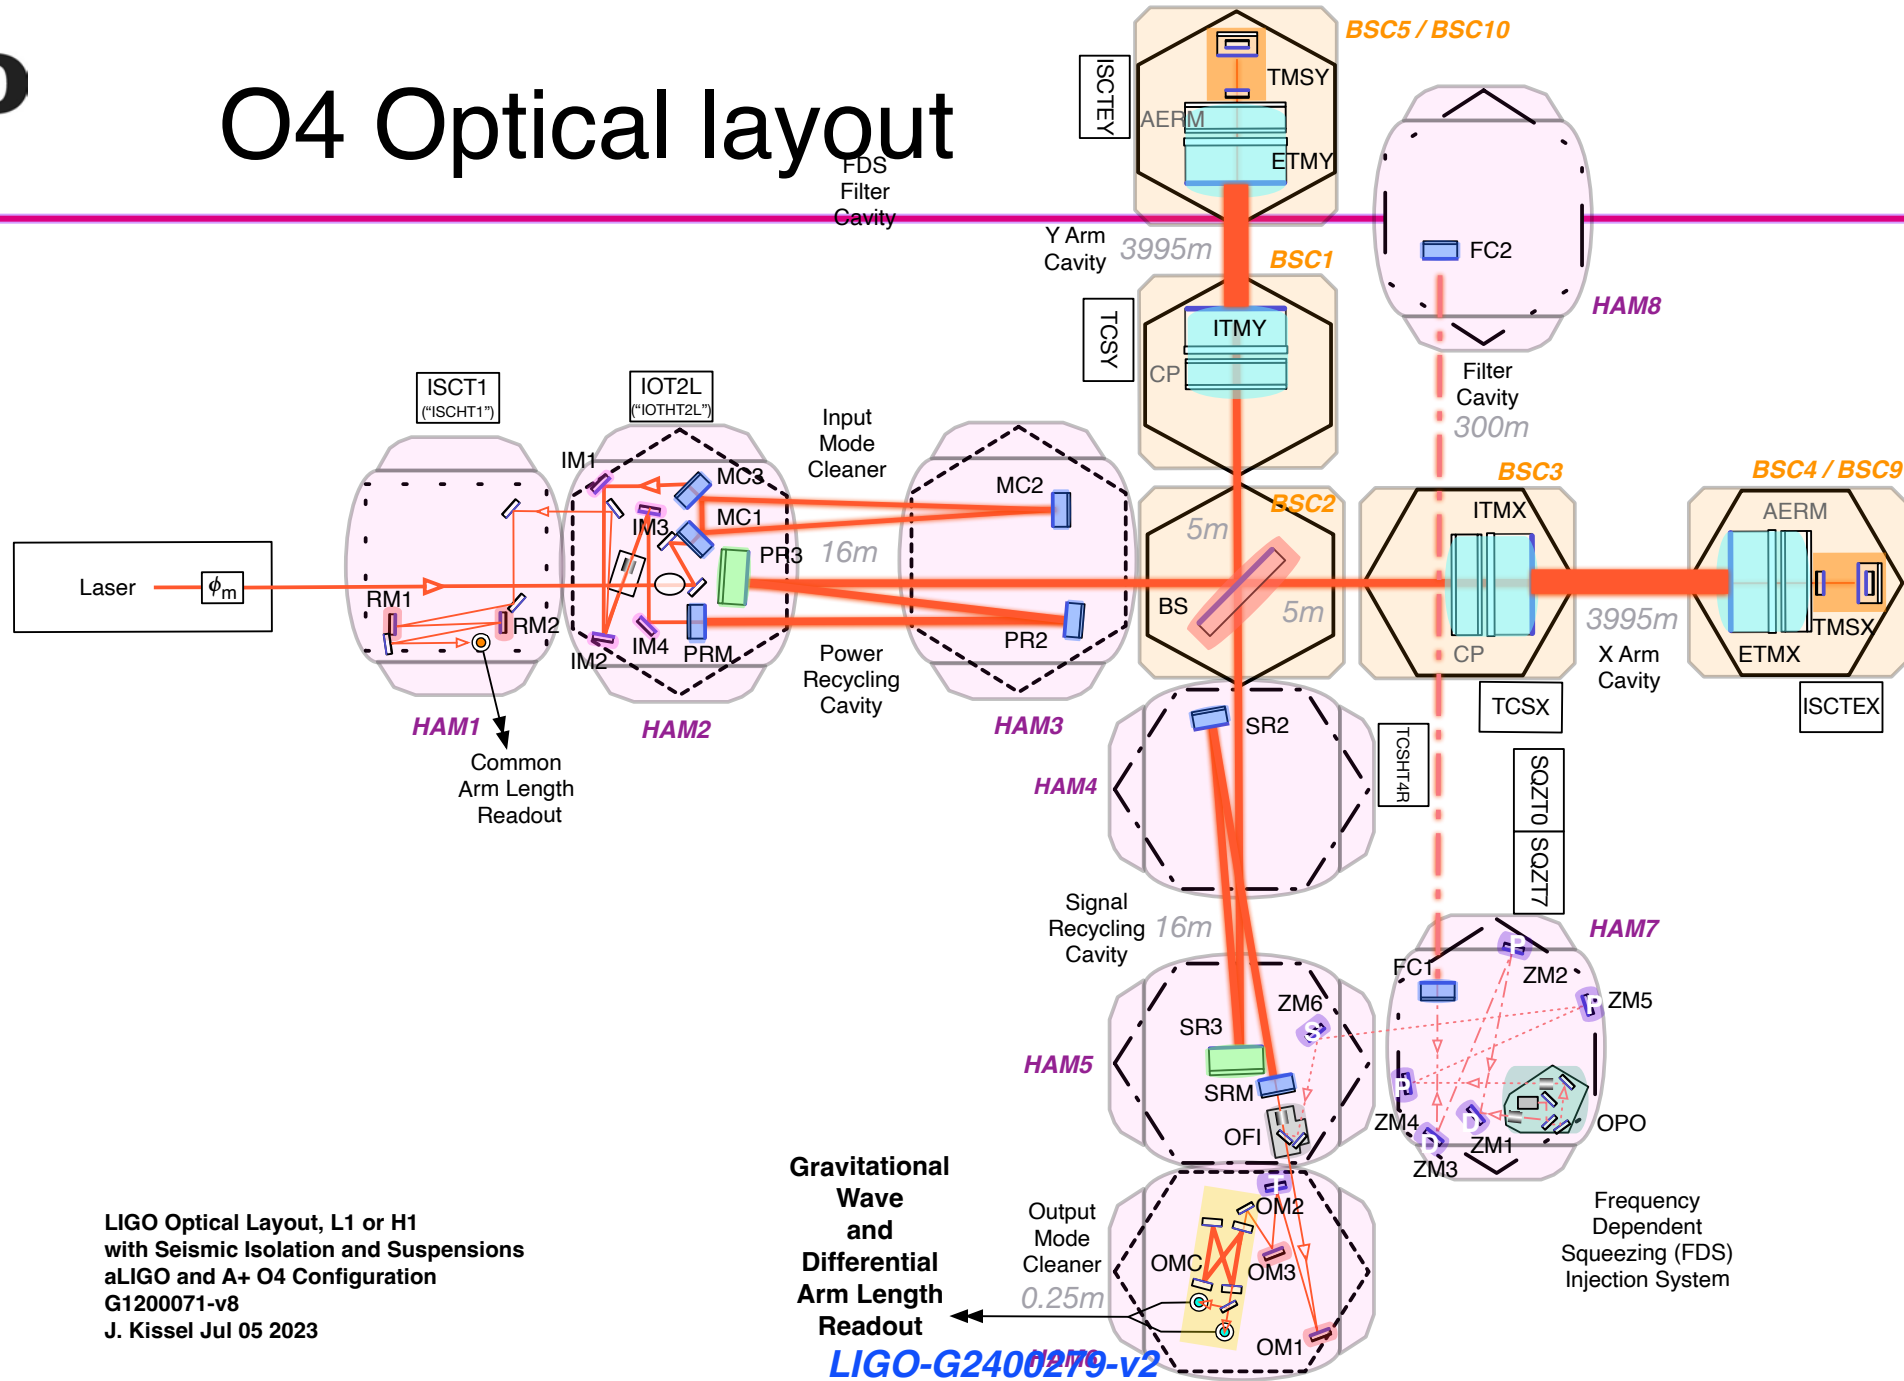 O4 Optical layout
BSC5 / BSC10
ISCTEY
TMSY
AERM
ETMY
FDS
Filter
Cavity
Y Arm
Cavity
3995m
BSC1
FC2
HAM8
TCSY
ITMY
CP
Filter
Cavity
300m
ISCT1
(“ISCHT1”)
IOT2L
(“IOTHT2L”)
Input
Mode
Cleaner
IM1
MC3
MC1
IM3
MC2
16m
PR3
BSC2
5m
BS
5m
BSC3
ITMX
CP
BSC4 / BSC9
AERM
3995m
X Arm
Cavity
TMSX
ETMX
Laser
ϕm
RM1
RM2
IM2
IM4
PRM
PR2
Power
Recycling
Cavity
HAM1
HAM2
HAM3
TCSX
ISCTEX
Common
Arm Length
Readout
SR2
HAM4
TCSHT4R
SQZT0
SQZT7
Signal
Recycling
Cavity
16m
HAM7
FC1
P
ZM2
P
ZM5
ZM6
S
SR3
HAM5
SRM
OFI
P
ZM4
D
ZM3
D
ZM1
OPO
Gravitational
Wave
and
Differential
Arm Length
Readout
Output
Mode
Cleaner
0.25m
T
OM2
OMC
OM3
OM1
HAM6
Frequency
Dependent
Squeezing (FDS)
Injection System
LIGO Optical Layout, L1 or H1
with Seismic Isolation and Suspensions
aLIGO and A+ O4 Configuration
G1200071-v8
J. Kissel Jul 05 2023
LIGO-G2400279-v2